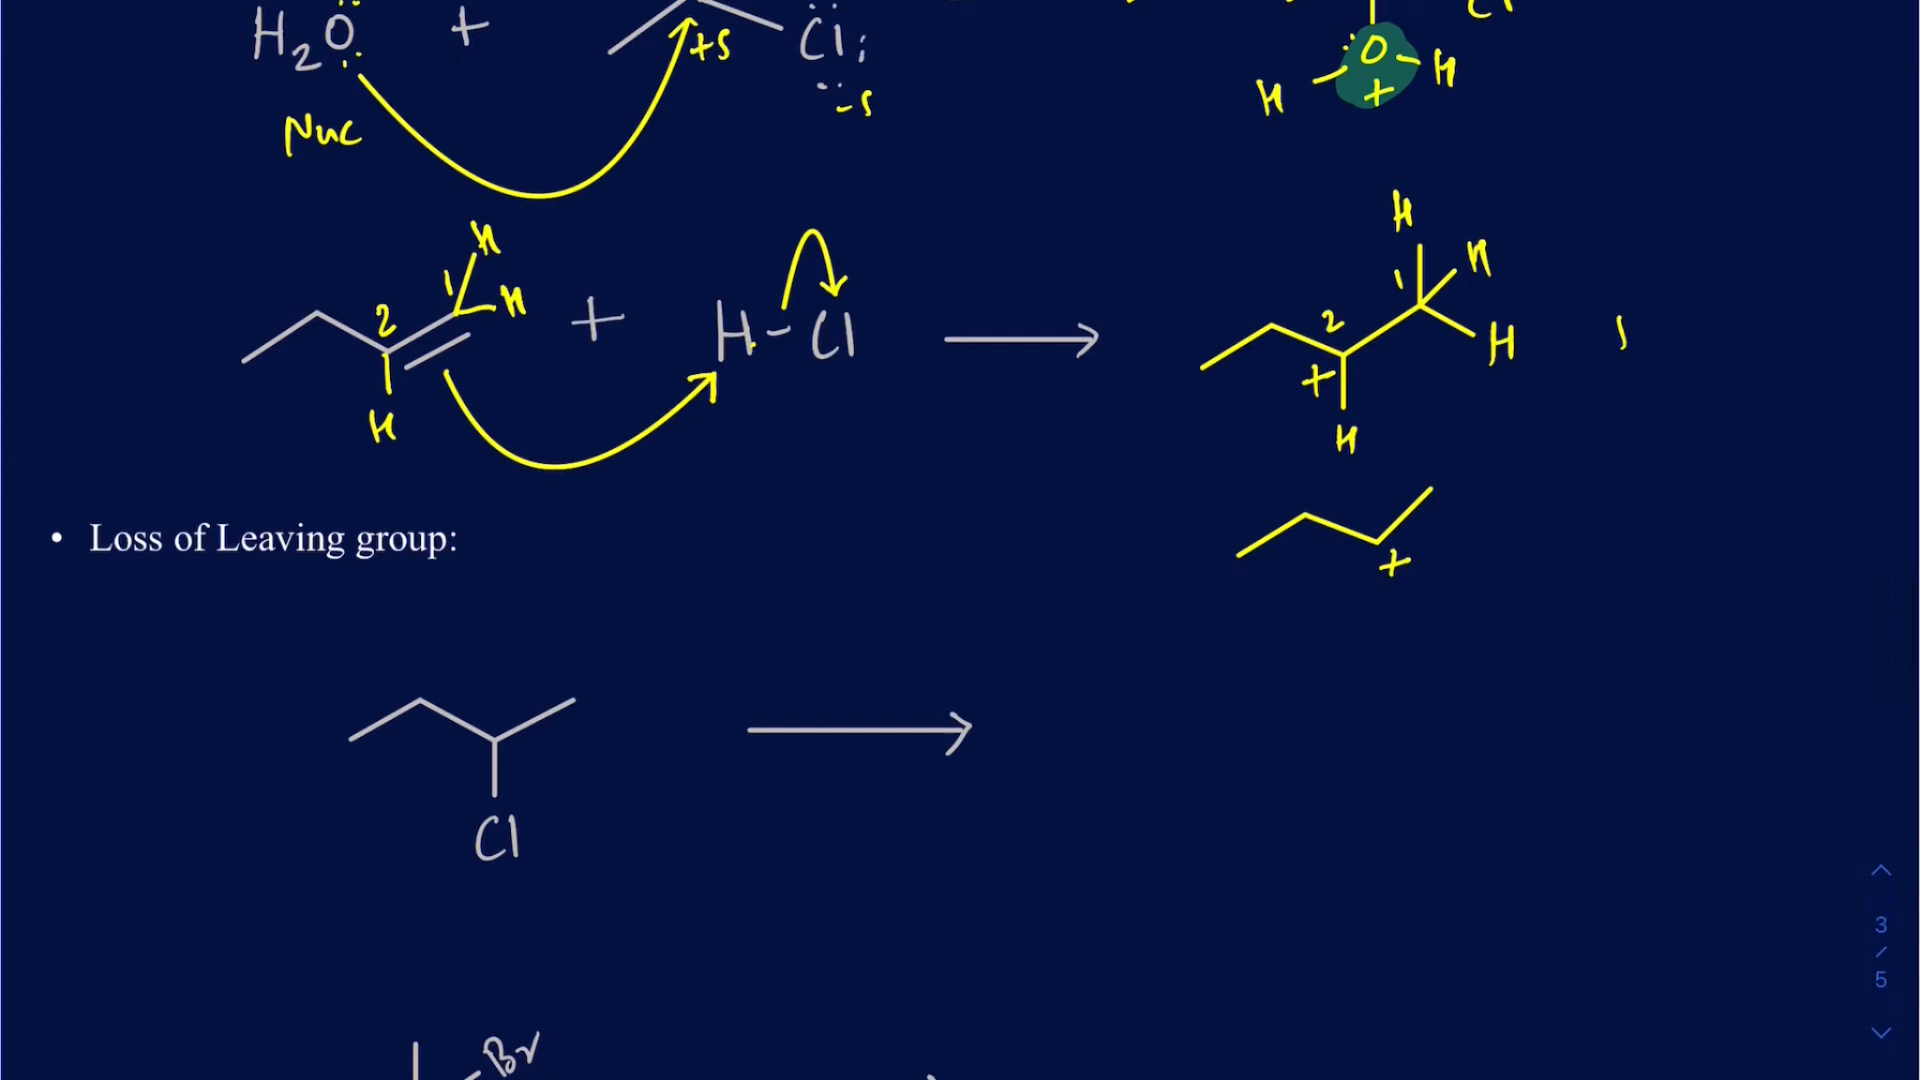 H₂O: + +δ Cl: -δ
Nuc
O H
H +
2 1 H H + H-Cl
H
2 1 H H H
+
H
• Loss of Leaving group:
+
Cl
Br
3
/
5